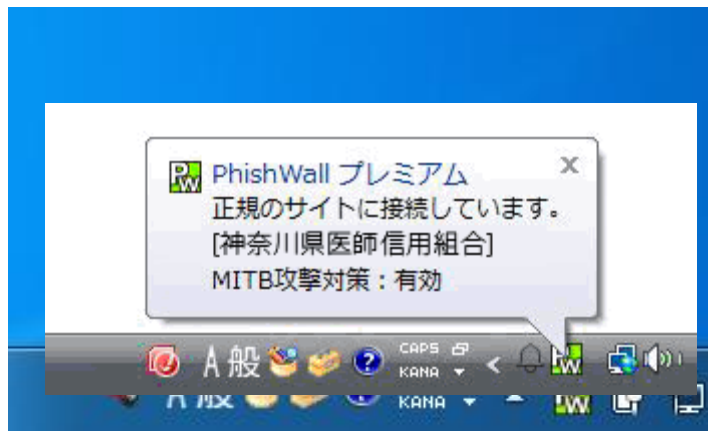 PhishWall プレミアム
正規のサイトに接続しています。
[神奈川県医師信用組合]
MITB攻撃対策：有効
A 般 CAPS
KANA
A 般 KANA